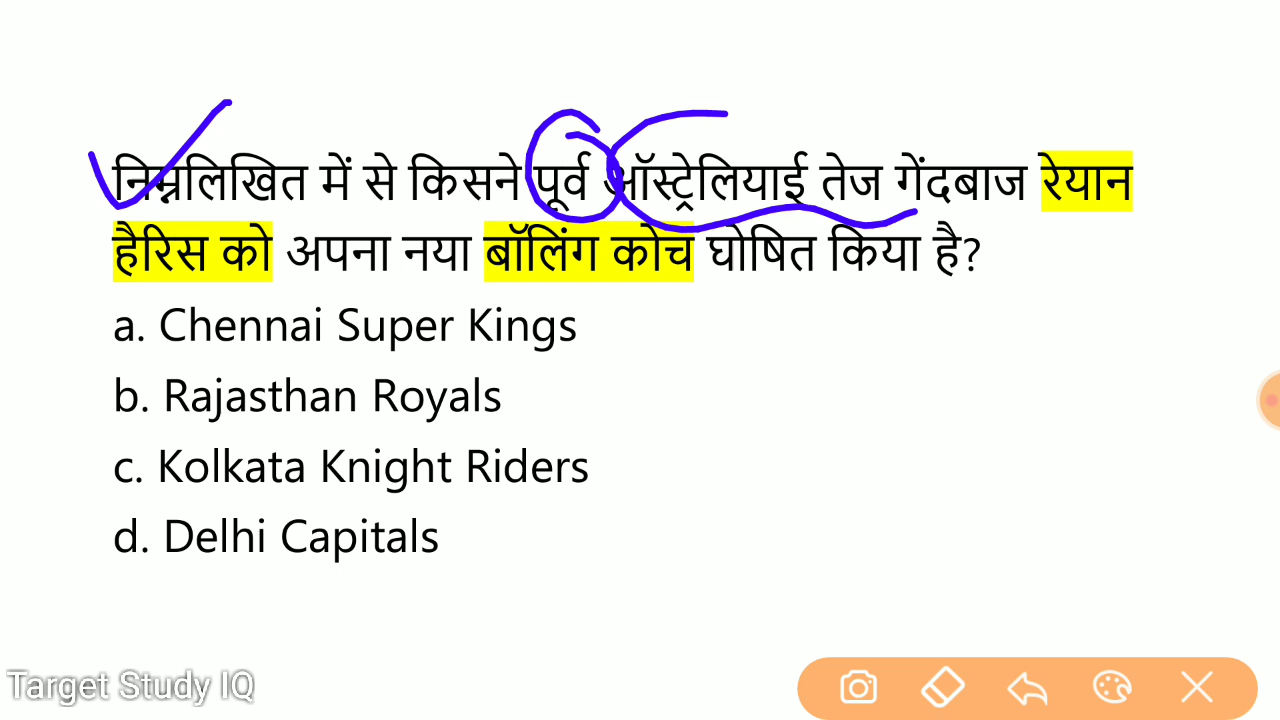 निम्नलिखित में से किसने पूर्व ऑस्ट्रेलियाई तेज गेंदबाज रेयान
हैरिस को अपना नया बॉलिंग कोच घोषित किया है?
a. Chennai Super Kings
b. Rajasthan Royals
c. Kolkata Knight Riders
d. Delhi Capitals
Target Study IQ